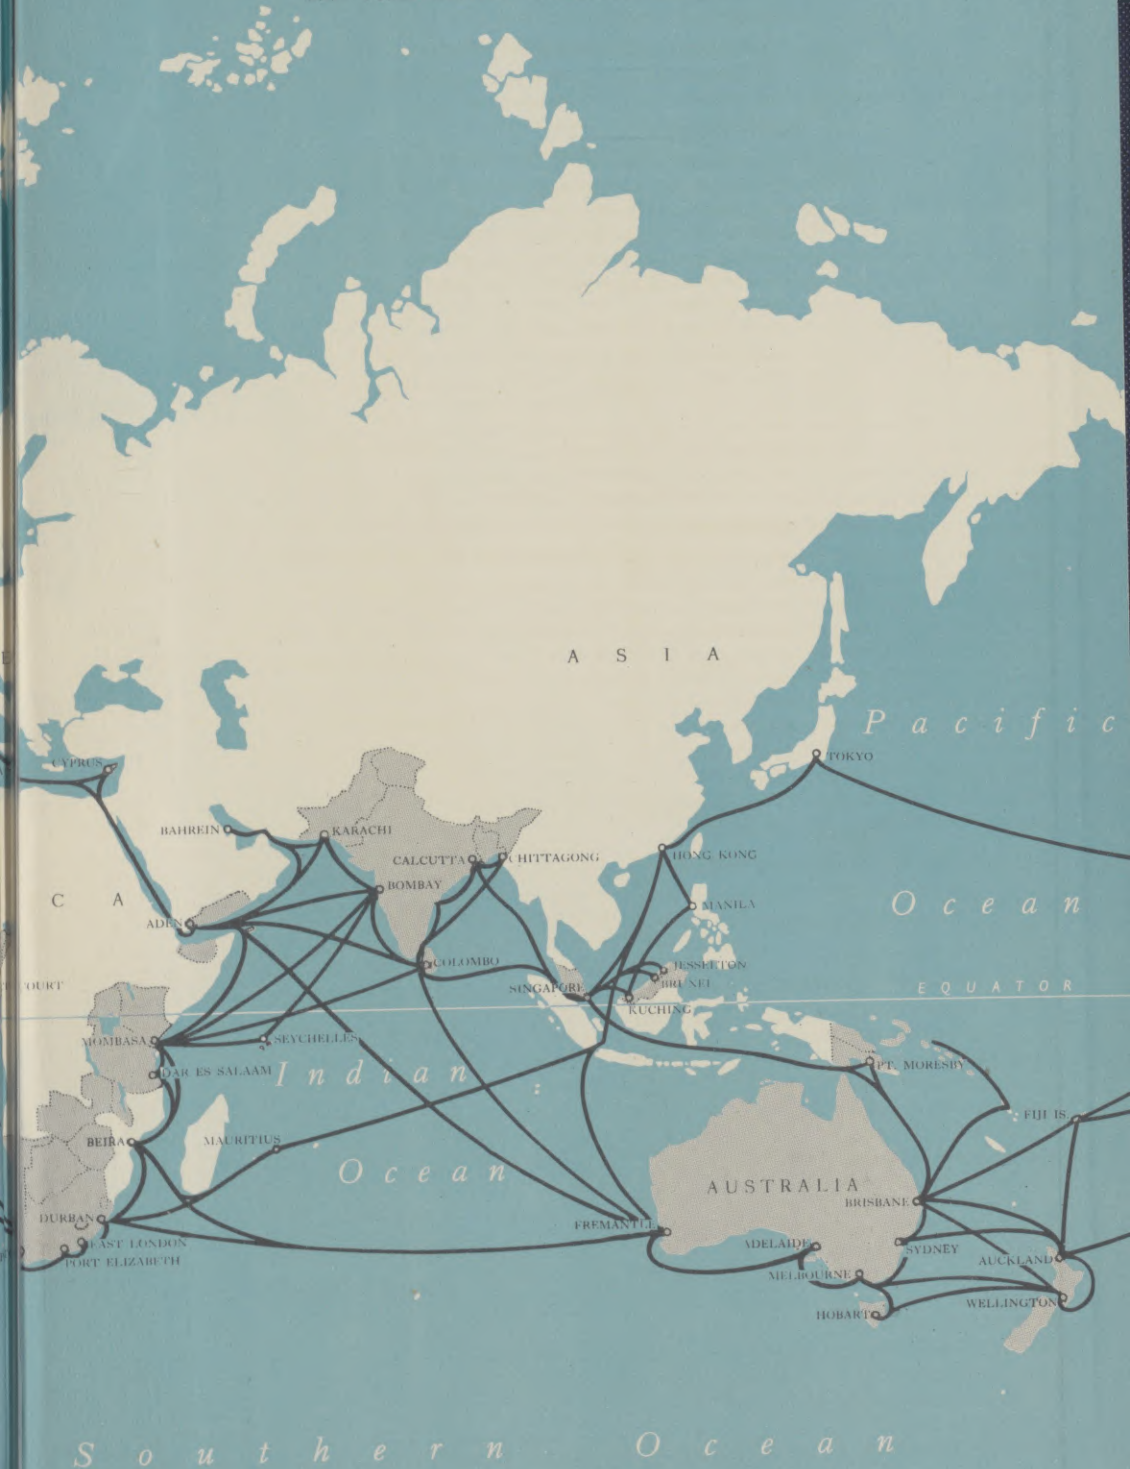 ASIA
Pacific
CYPRUS
TOKYO
BAHREIN
KARACHI
CALCUTTA
CHITTAGONG
HONG KONG
BOMBAY
C A
MANILA
Ocean
ADEN
COLOMBO
JESSELTON
BRUNEI
SINGAPORE
COURT
EQUATOR
KUCHING
MOMBASA
SEYCHELLES
DAR ES SALAAM
Indian
PT. MORESBY
FIJI IS.
BEIRA
MAURITIUS
Ocean
AUSTRALIA
BRISBANE
DURBAN
FREMANTLE
EAST LONDON
ADELAIDE
SYDNEY
PORT ELIZABETH
AUCKLAND
MELBOURNE
WELLINGTON
HOBART
Southern Ocean